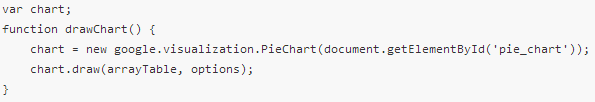 var chart;
function drawChart() {
    chart = new google.visualization.PieChart(document.getElementById('pie_chart'));
    chart.draw(arrayTable, options);
}